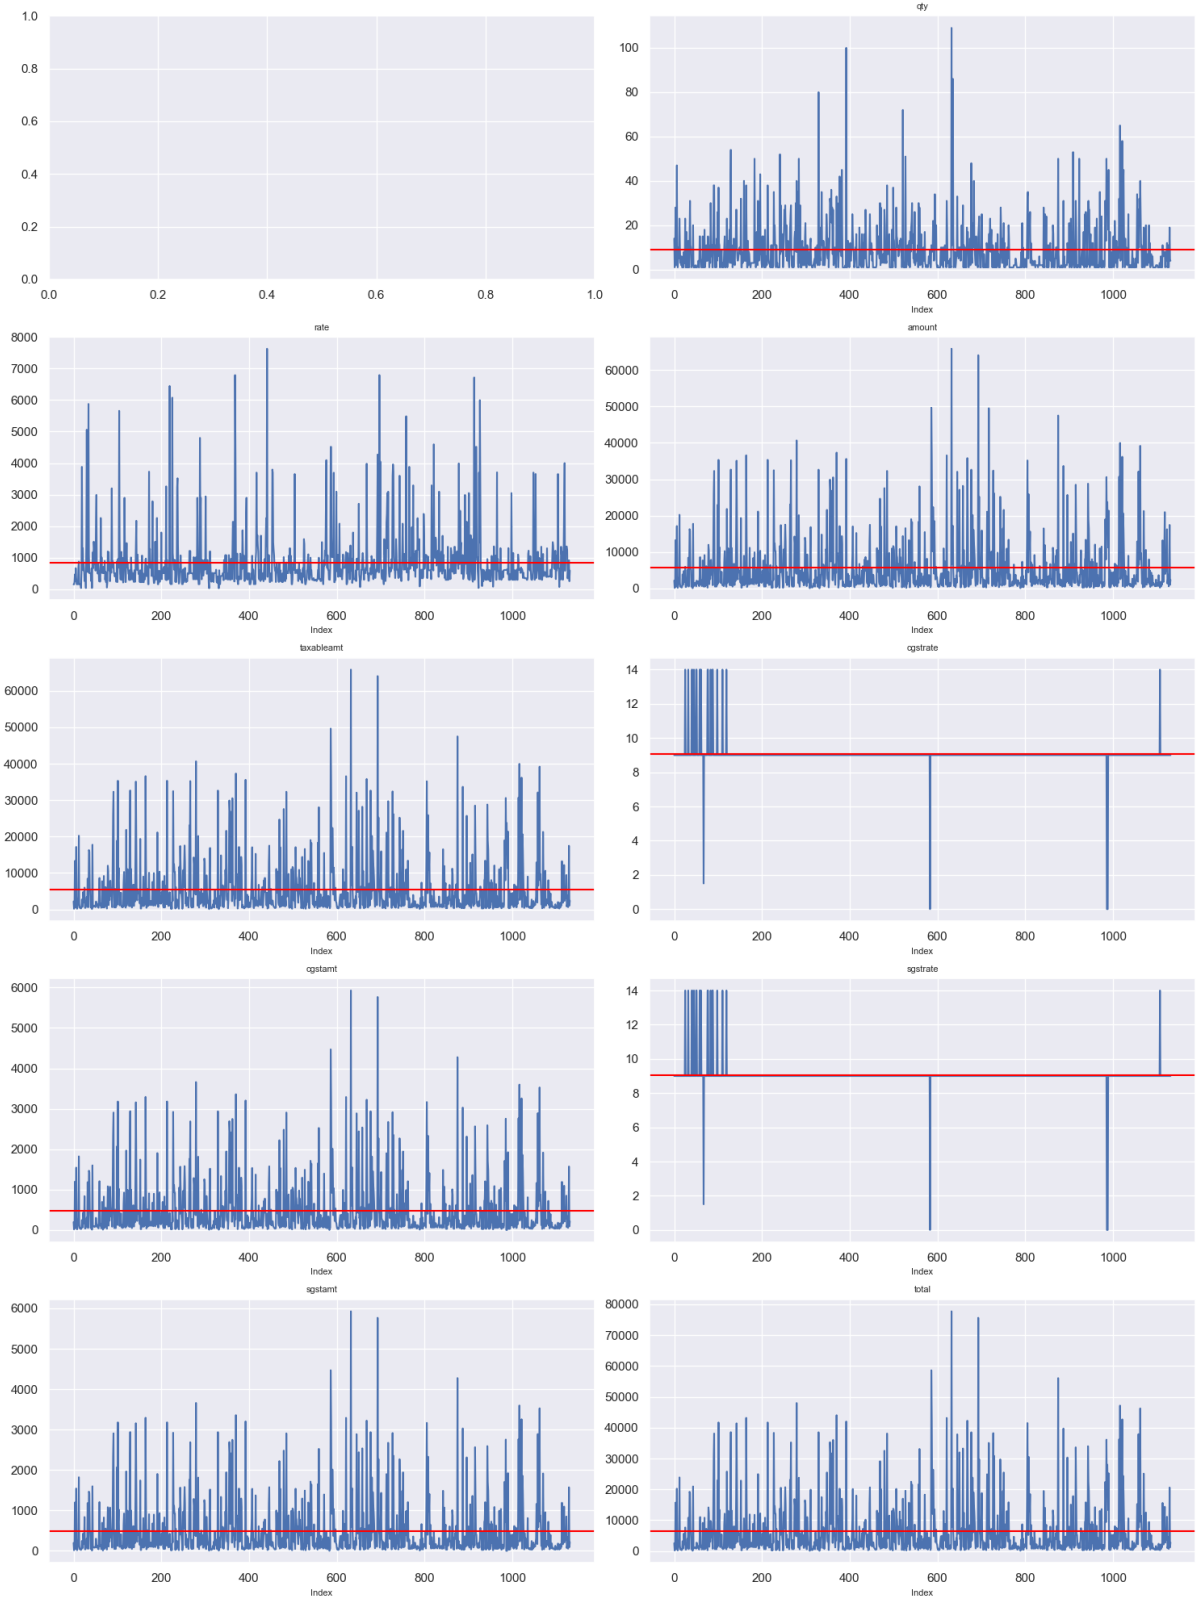 1.0
0.8
0.6
0.4
0.2
0.0
0.0 0.2 0.4 0.6 0.8 1.0
qty
100
80
60
40
20
0
0 200 400 600 800 1000
Index
rate
8000
7000
6000
5000
4000
3000
2000
1000
0
0 200 400 600 800 1000
Index
amount
60000
50000
40000
30000
20000
10000
0
0 200 400 600 800 1000
Index
taxableamt
60000
50000
40000
30000
20000
10000
0
0 200 400 600 800 1000
Index
cgstrate
14
12
10
8
6
4
2
0
0 200 400 600 800 1000
Index
cgstamt
6000
5000
4000
3000
2000
1000
0
0 200 400 600 800 1000
Index
sgstrate
14
12
10
8
6
4
2
0
0 200 400 600 800 1000
Index
sgstamt
6000
5000
4000
3000
2000
1000
0
0 200 400 600 800 1000
Index
total
80000
70000
60000
50000
40000
30000
20000
10000
0
0 200 400 600 800 1000
Index